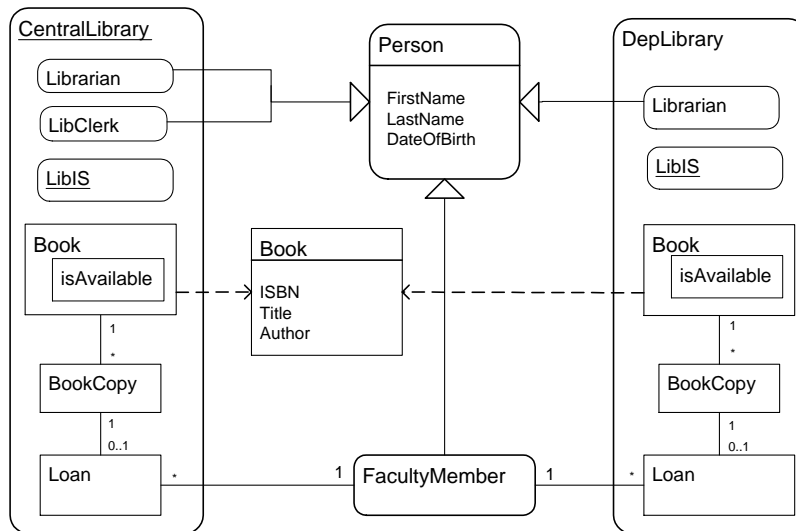 CentralLibrary
Librarian
LibClerk
LibIS
Book
isAvailable
1
*
BookCopy
1
0..1
Loan
*
Person
FirstName
LastName
DateOfBirth
Book
ISBN
Title
Author
1
FacultyMember
1
DepLibrary
Librarian
LibIS
Book
isAvailable
1
*
BookCopy
1
0..1
*
Loan